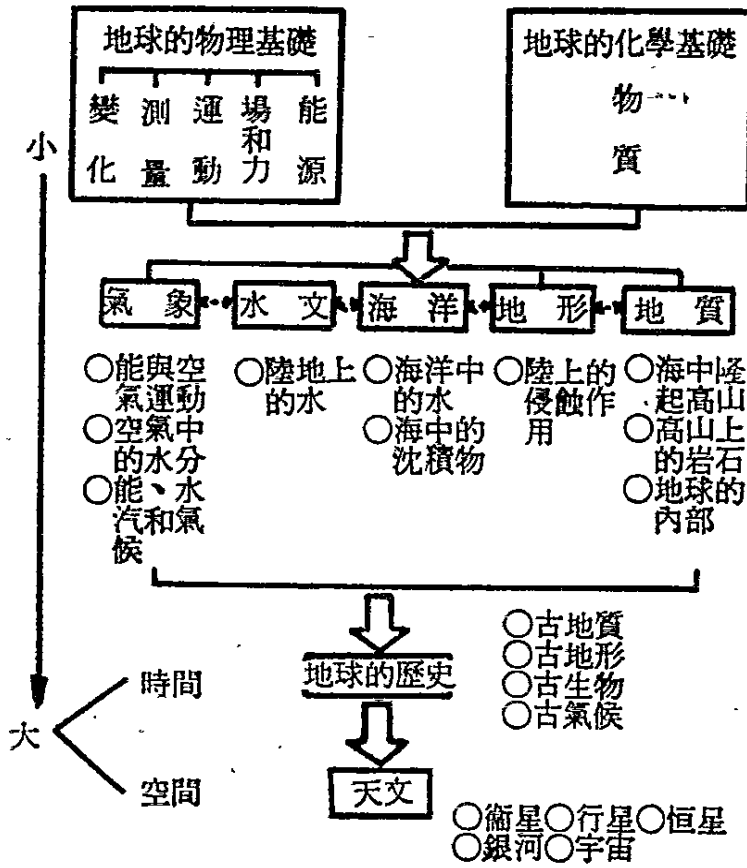 地球的物理基礎
變化
測量
運動
場和力
能源
地球的化學基礎
物質
小
氣象
水文
海洋
地形
地質
○能與空
氣運動
○空氣中
的水分
○能、水
汽和氣
候
○陸地上
的水
○海洋中
的水
○海中的
沈積物
○陸上的
侵蝕作
用
○海中隆
起高山
○高山上
的岩石
○地球的
內部
地球的歷史
○古地質
○古地形
○古生物
○古氣候
大
時間
空間
天文
○衞星○行星○恒星
○銀河○宇宙